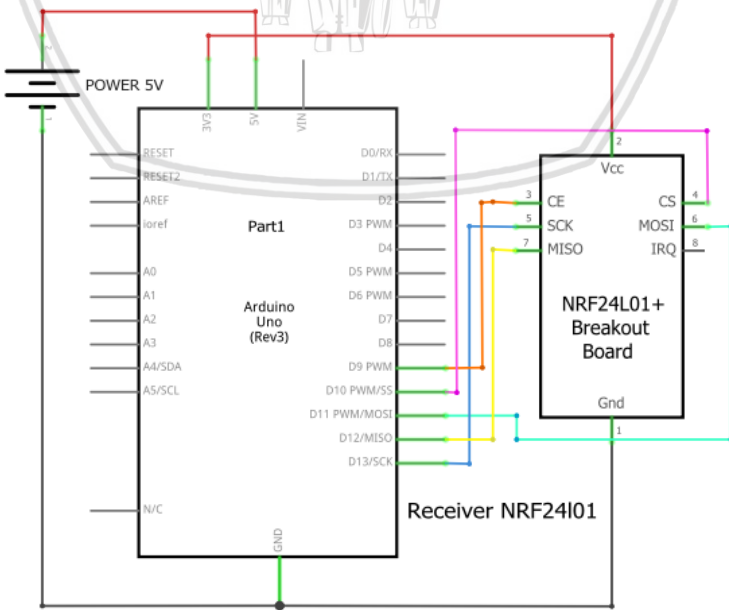 2
POWER 5V
1
3V3
5V
VIN
RESET
RESET2
AREF
ioref
A0
A1
A2
A3
A4/SDA
A5/SCL
N/C
Part1
Arduino
Uno
(Rev3)
D0/RX
D1/TX
D2
D3 PWM
D4
D5 PWM
D6 PWM
D7
D8
D9 PWM
D10 PWM/SS
D11 PWM/MOSI
D12/MISO
D13/SCK
GND
2
Vcc
3 CE
5 SCK
7 MISO
CS 4
MOSI 6
IRQ 8
NRF24L01+
Breakout
Board
Gnd
1
Receiver NRF24l01